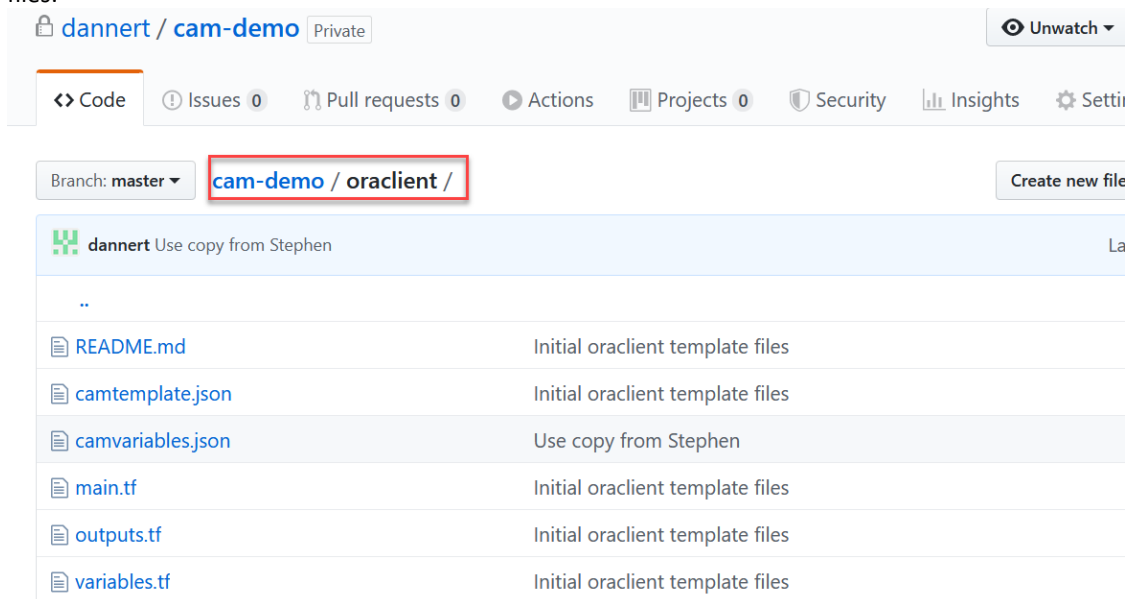 files.
dannert / cam-demo Private
Unwatch
Code Issues 0 Pull requests 0 Actions Projects 0 Security Insights Settin
Branch: master cam-demo / oraclient / Create new file
dannert Use copy from Stephen La
..
README.md Initial oraclient template files
camtemplate.json Initial oraclient template files
camvariables.json Use copy from Stephen
main.tf Initial oraclient template files
outputs.tf Initial oraclient template files
variables.tf Initial oraclient template files